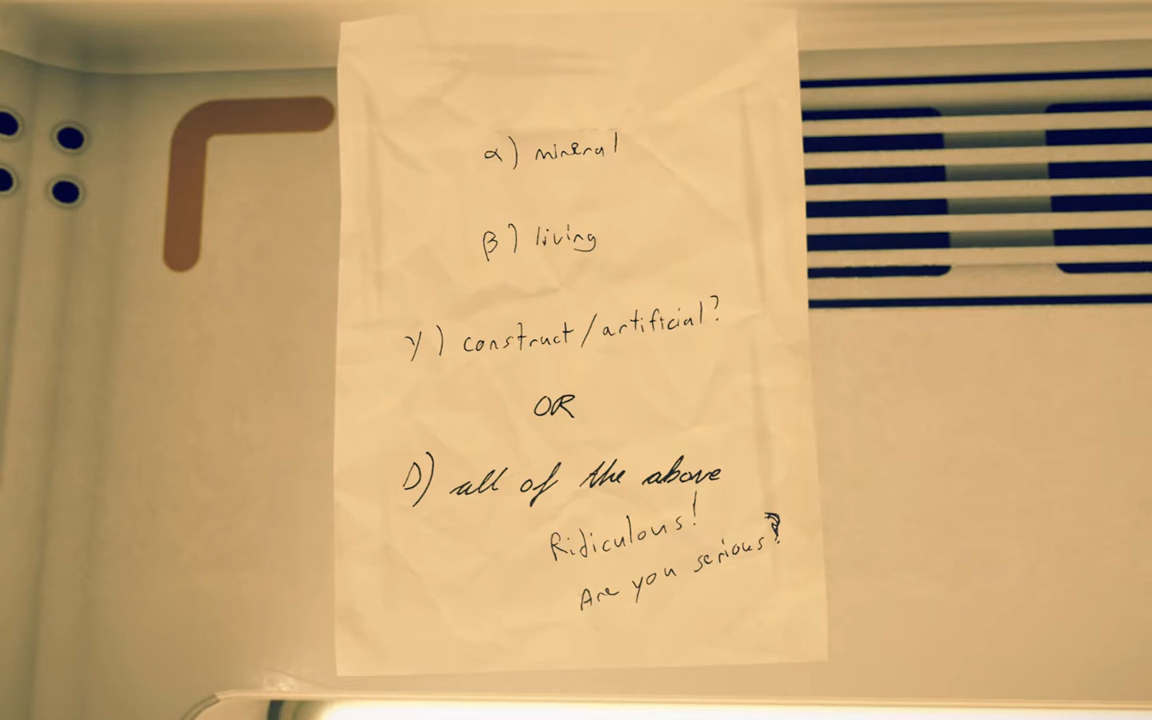 α) mineral
β) living
γ) construct/artificial?
OR
D) all of the above
Ridiculous!
Are you serious?